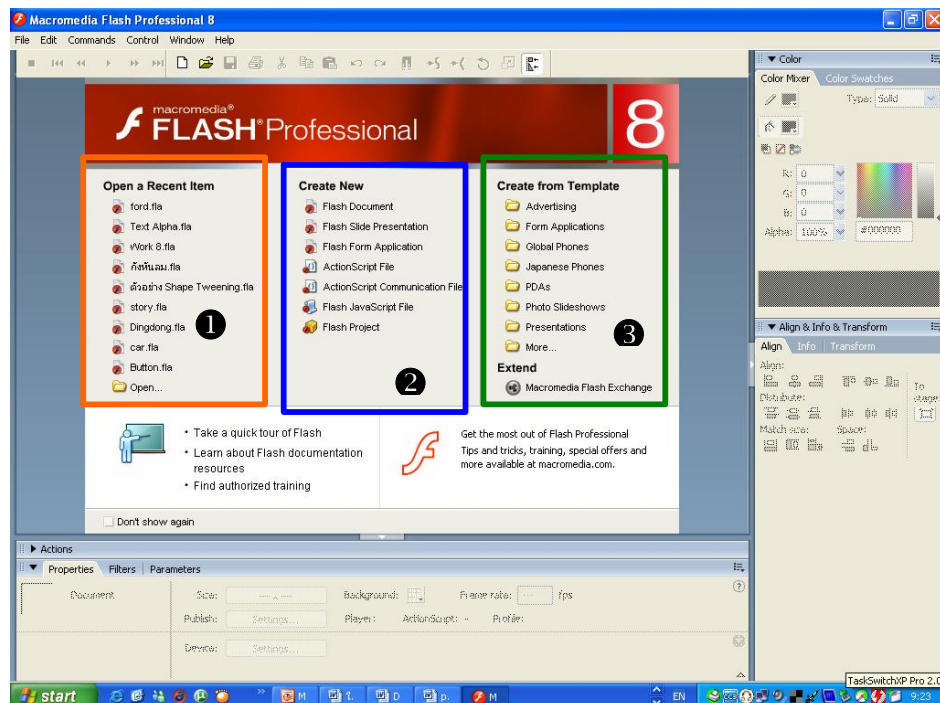 Macromedia Flash Professional 8
File Edit Commands Control Window Help
macromedia®
FLASH® Professional 8
Open a Recent Item
ford.fla
Text Alpha.fla
Work 8.fla
กังหันลม.fla
ตัวอย่าง Shape Tweening.fla
story.fla
Dingdong.fla
car.fla
Button.fla
Open...
1
Create New
Flash Document
Flash Slide Presentation
Flash Form Application
ActionScript File
ActionScript Communication File
Flash JavaScript File
Flash Project
2
Create from Template
Advertising
Form Applications
Global Phones
Japanese Phones
PDAs
Photo Slideshows
Presentations
More...
3
Extend
Macromedia Flash Exchange
• Take a quick tour of Flash
• Learn about Flash documentation
resources
• Find authorized training
Get the most out of Flash Professional
Tips and tricks, training, special offers and
more available at macromedia.com.
Don't show again
Color
Color Mixer Color Swatches
Type: Solid
R: 0
G: 0
B: 0
Alpha: 100% #000000
Align & Info & Transform
Align Info Transform
Align:
Distribute:
Match size: Space:
To
stage:
Actions
Properties Filters Parameters
Document Size: Background: Frame rate: fps
Publish: Settings... Player: ActionScript: Profile:
Device: Settings...
TaskSwitchXP Pro 2.0
start M 1. D p. M EN 9:23